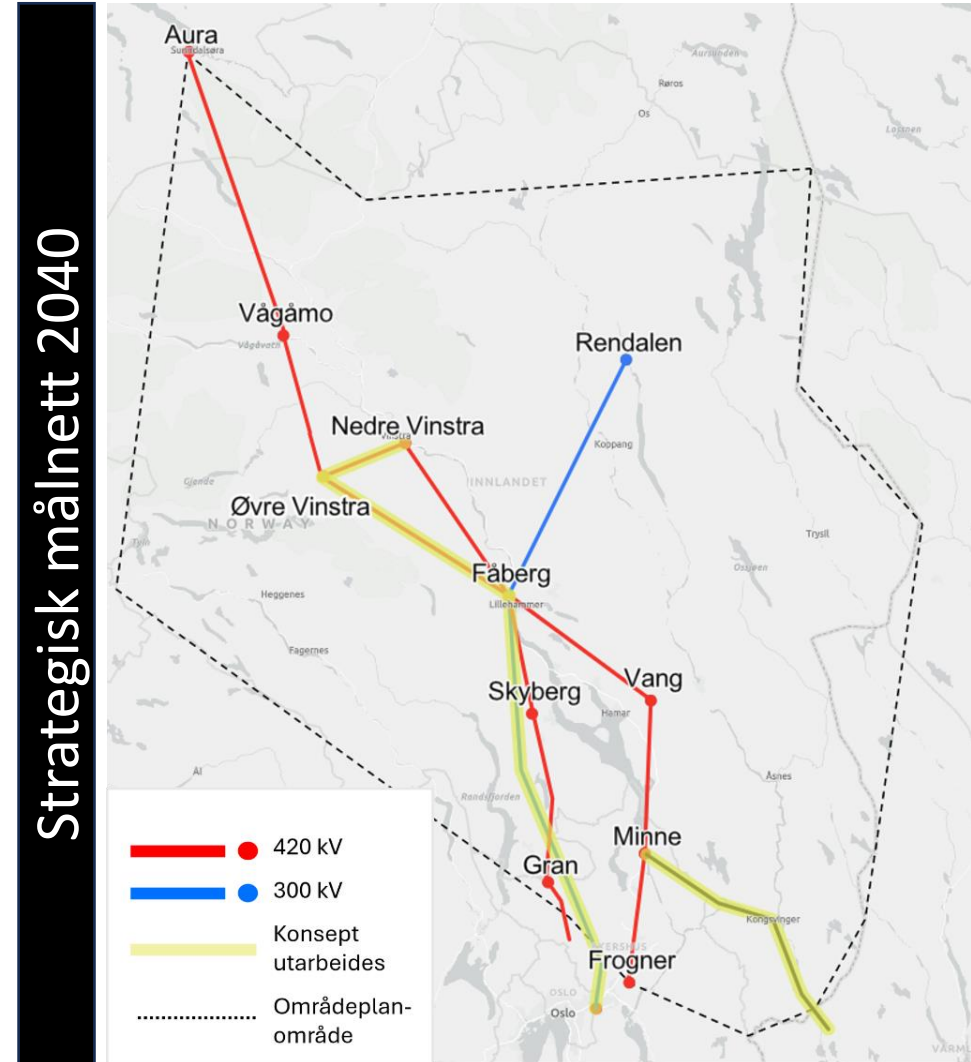 Strategisk målnett 2040
Aura
Røros
Os
Vågåmo
Vågåvatn
Rendalen
Nedre Vinstra
Koppang
Gjende
INNLANDET
Øvre Vinstra
NORWAY
Trysil
Fåberg
Osensjøen
Heggenes
Lillehammer
Fagernes
Vang
Skyberg
Hamar
Ål
Åsnes
Randsfjorden
Minne
420 kV
Gran
300 kV
Kongsvinger
Konsept
utarbeides
Frogner
OSLO
Områdeplan-
område
Oslo